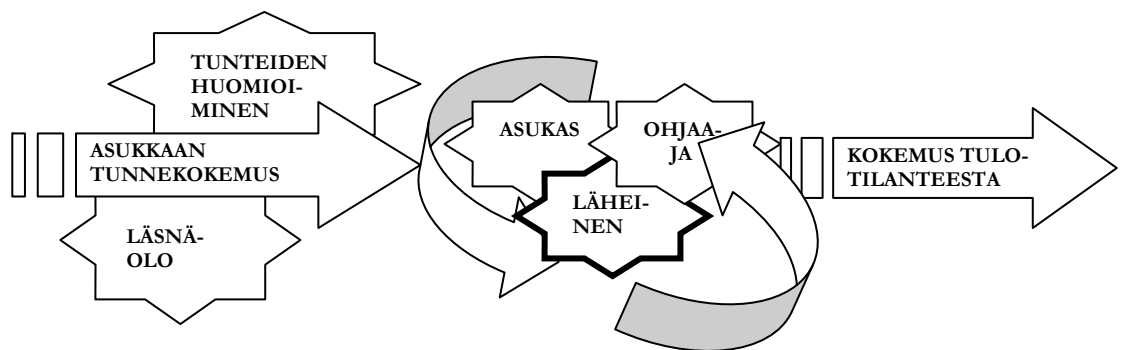 TUNTEIDEN
HUOMIOI-
MINEN
ASUKKAAN
TUNNEKOKEMUS
LÄSNÄ-
OLO
ASUKAS
OHJAA-
JA
LÄHEI-
NEN
KOKEMUS TULO-
TILANTEESTA